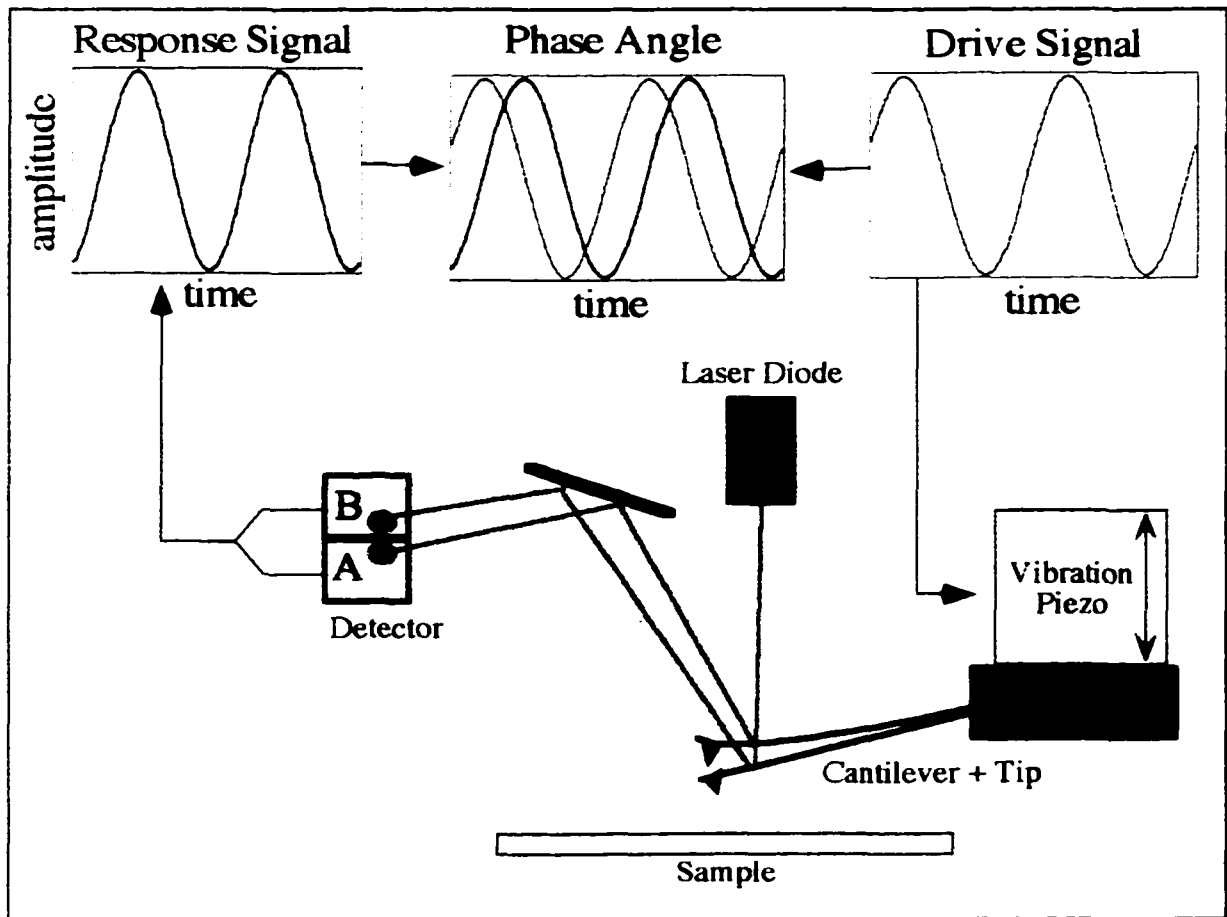 Response Signal
Phase Angle
Drive Signal
amplitude
time
time
time
Laser Diode
B
A
Detector
Vibration
Piezo
Cantilever + Tip
Sample